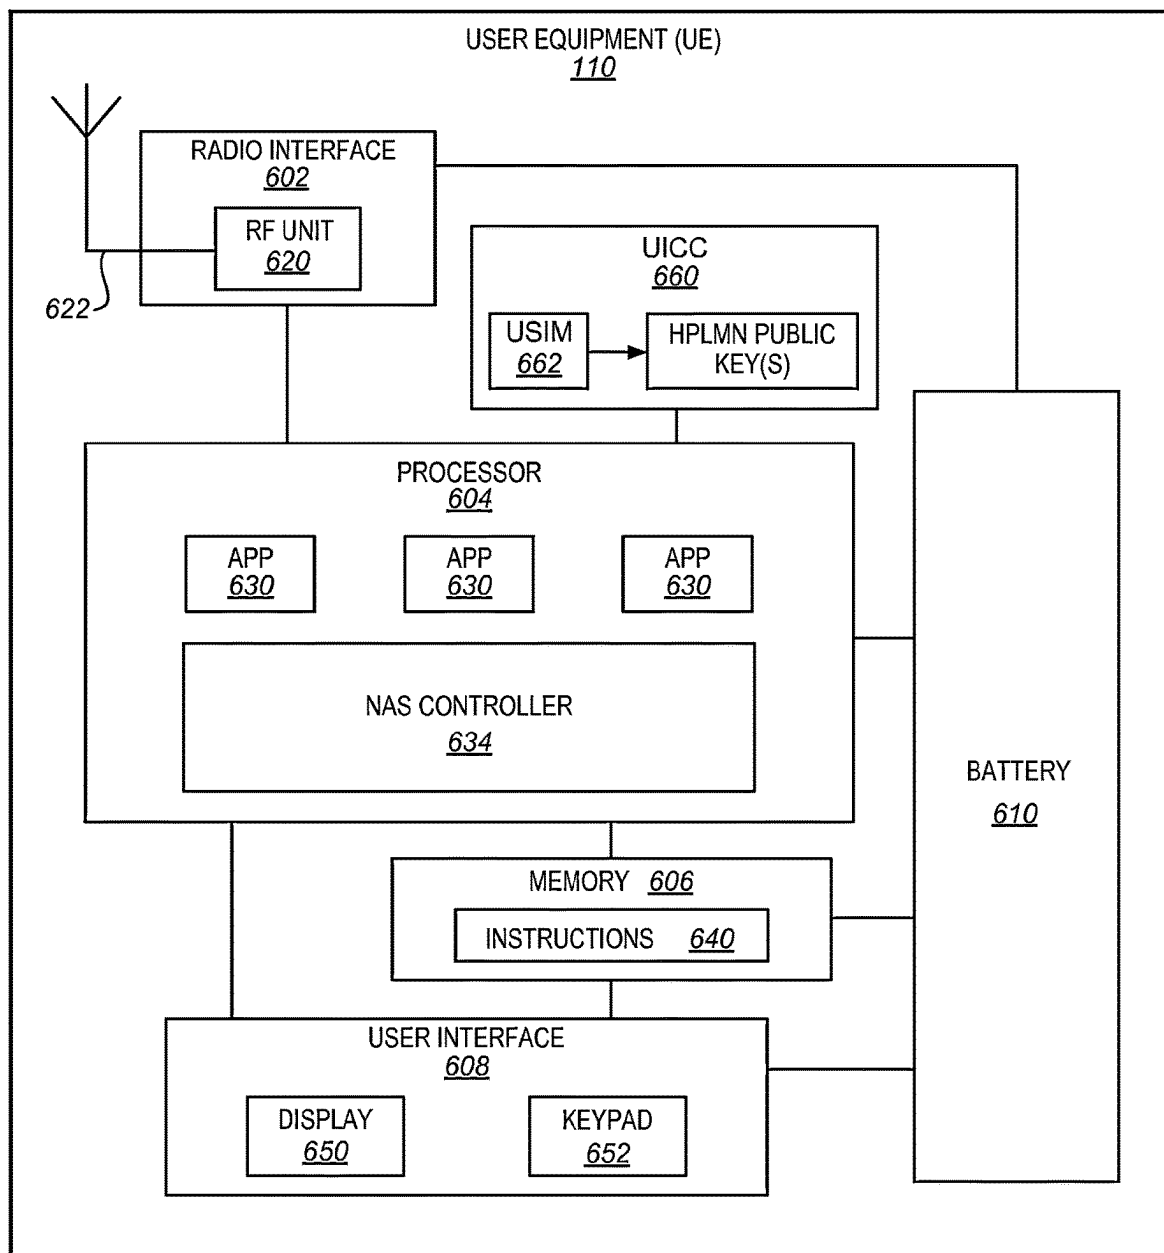 USER EQUIPMENT (UE)
110
RADIO INTERFACE
602
RF UNIT
620
622
UICC
660
USIM
662
HPLMN PUBLIC
KEY(S)
PROCESSOR
604
APP
630
APP
630
APP
630
NAS CONTROLLER
634
BATTERY
610
MEMORY 606
INSTRUCTIONS 640
USER INTERFACE
608
DISPLAY
650
KEYPAD
652